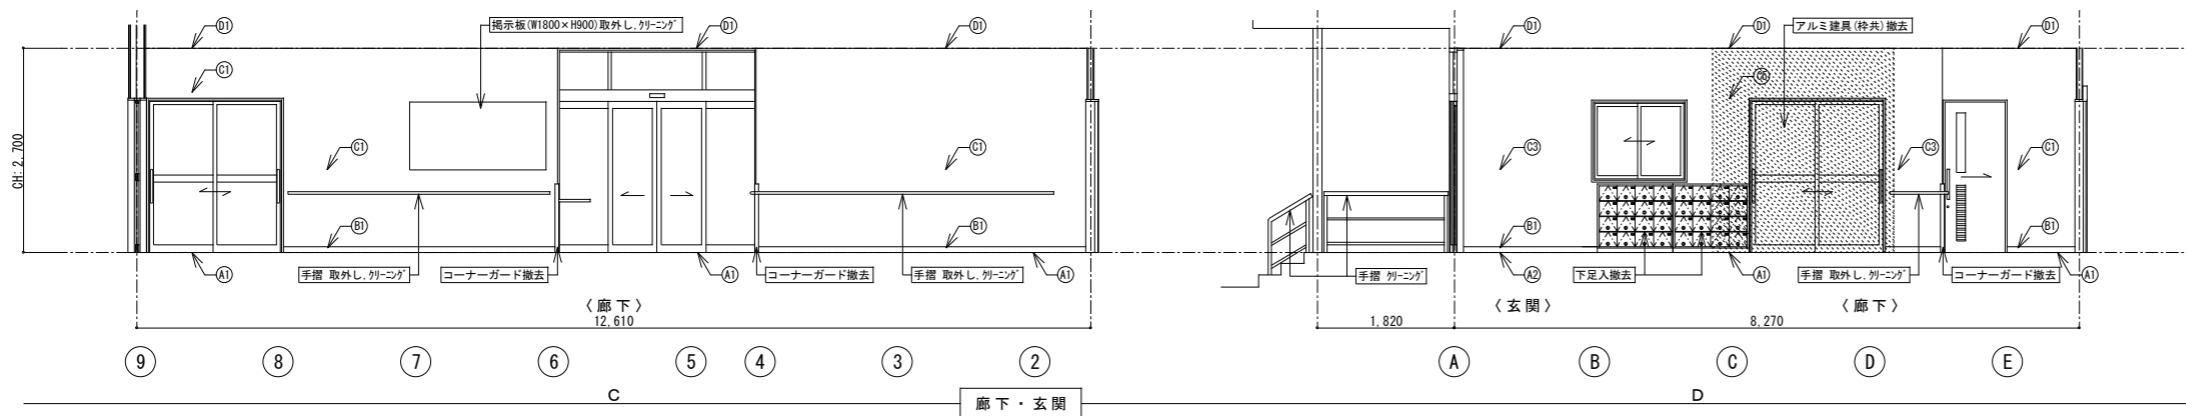 D1
掲示板(W1800×H900)取外し,クリーニング
D1
D1
D1
D1
アルミ建具(枠共)撤去
D1
C1
C5
CH:2,700
C1
C1
C3
C3
C1
B1
B1
B1
B1
A1
手摺 取外し,クリーニング
コーナーガード撤去
A1
コーナーガード撤去
手摺 取外し,クリーニング
A1
手摺 クリーニング
A2
下足入撤去
A1
手摺 取外し,クリーニング
コーナーガード撤去
A1
〈廊下〉
〈玄関〉
〈廊下〉
12,610
1,820
8,270
9
8
7
6
5
4
3
2
A
B
C
D
E
C
廊下・玄関
D